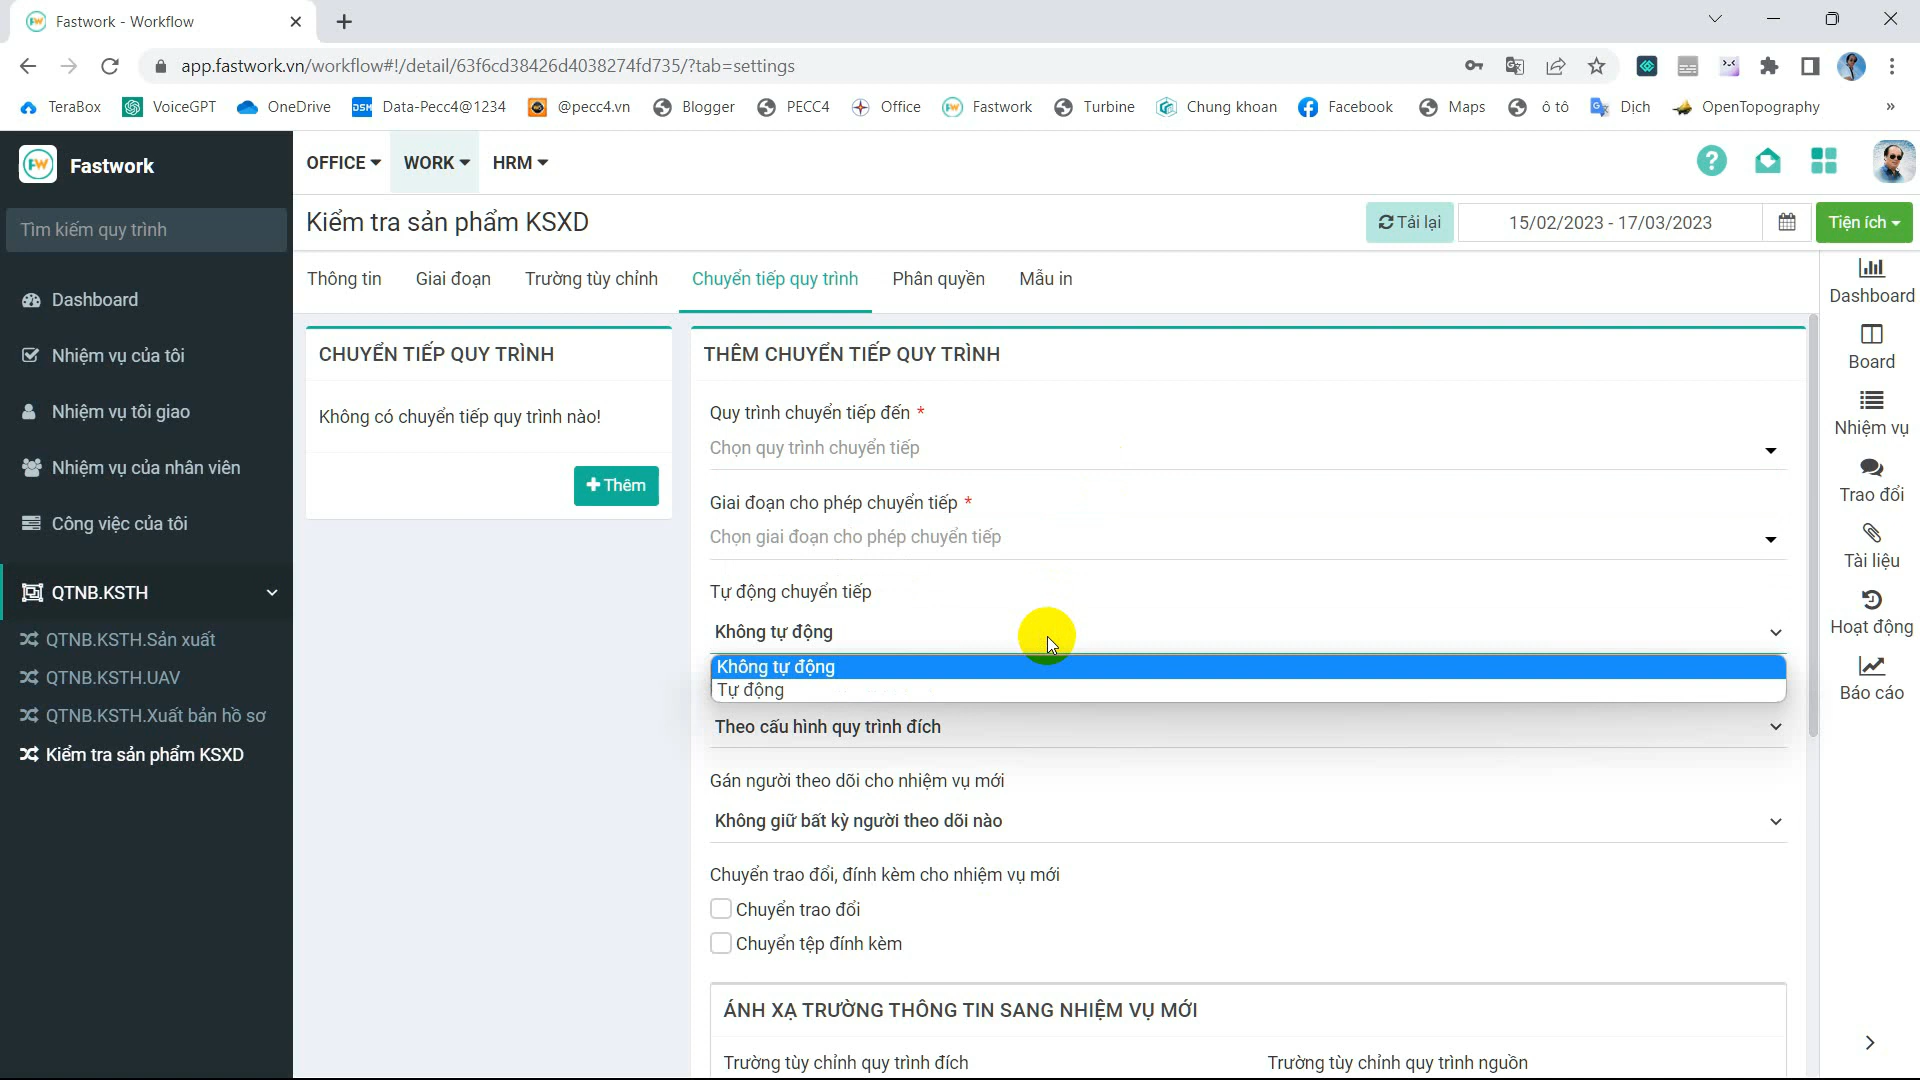 Fastwork - Workflow
app.fastwork.vn/workflow#!/detail/63f6cd38426d4038274fd735/?tab=settings
TeraBox VoiceGPT OneDrive DSM Data-Pecc4@1234 @pecc4.vn Blogger PECC4 Office FW Fastwork Turbine Chung khoan Facebook Maps ô tô Dịch OpenTopography »
FW Fastwork
OFFICE WORK HRM
?
Tìm kiếm quy trình
Kiểm tra sản phẩm KSXD
Tải lại 15/02/2023 - 17/03/2023 Tiện ích
Thông tin Giai đoạn Trường tùy chỉnh Chuyển tiếp quy trình Phân quyền Mẫu in
Dashboard
Nhiệm vụ của tôi
Nhiệm vụ tôi giao
Nhiệm vụ của nhân viên
Công việc của tôi
QTNB.KSTH
QTNB.KSTH.Sản xuất
QTNB.KSTH.UAV
QTNB.KSTH.Xuất bản hồ sơ
Kiểm tra sản phẩm KSXD
CHUYỂN TIẾP QUY TRÌNH
Không có chuyển tiếp quy trình nào!
+ Thêm
THÊM CHUYỂN TIẾP QUY TRÌNH
Quy trình chuyển tiếp đến *
Chọn quy trình chuyển tiếp
Giai đoạn cho phép chuyển tiếp *
Chọn giai đoạn cho phép chuyển tiếp
Tự động chuyển tiếp
Không tự động
Không tự động
Tự động
Theo cấu hình quy trình đích
Gán người theo dõi cho nhiệm vụ mới
Không giữ bất kỳ người theo dõi nào
Chuyển trao đổi, đính kèm cho nhiệm vụ mới
Chuyển trao đổi
Chuyển tệp đính kèm
ÁNH XẠ TRƯỜNG THÔNG TIN SANG NHIỆM VỤ MỚI
Trường tùy chỉnh quy trình đích Trường tùy chỉnh quy trình nguồn
Dashboard
Board
Nhiệm vụ
Trao đổi
Tài liệu
Hoạt động
Báo cáo